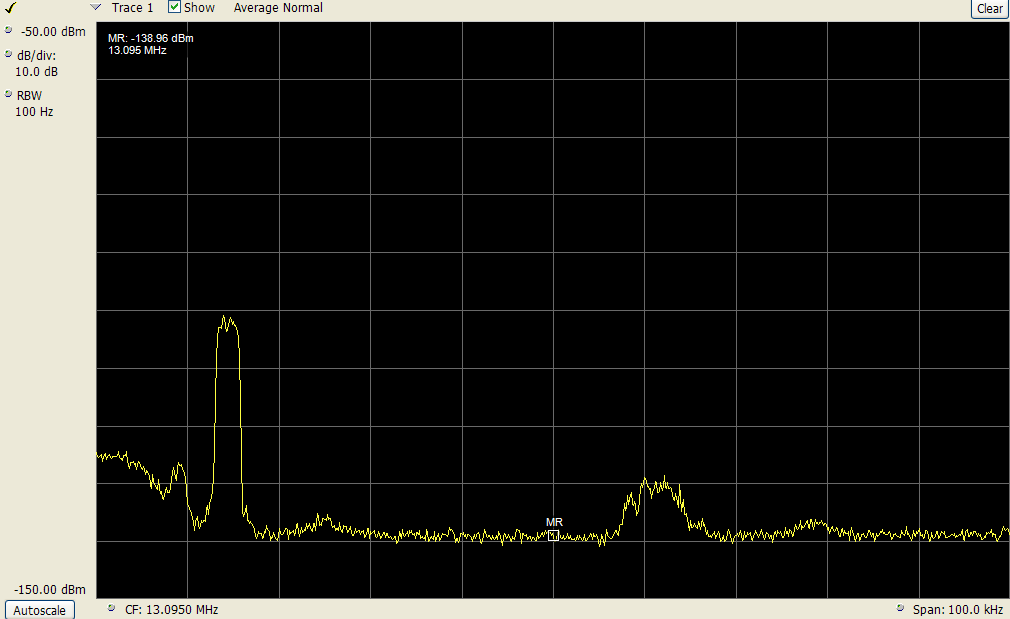 Trace 1 Show Average Normal Clear
-50.00 dBm
dB/div:
10.0 dB
RBW
100 Hz
MR: -138.96 dBm
13.095 MHz
MR
-150.00 dBm
Autoscale CF: 13.0950 MHz Span: 100.0 kHz